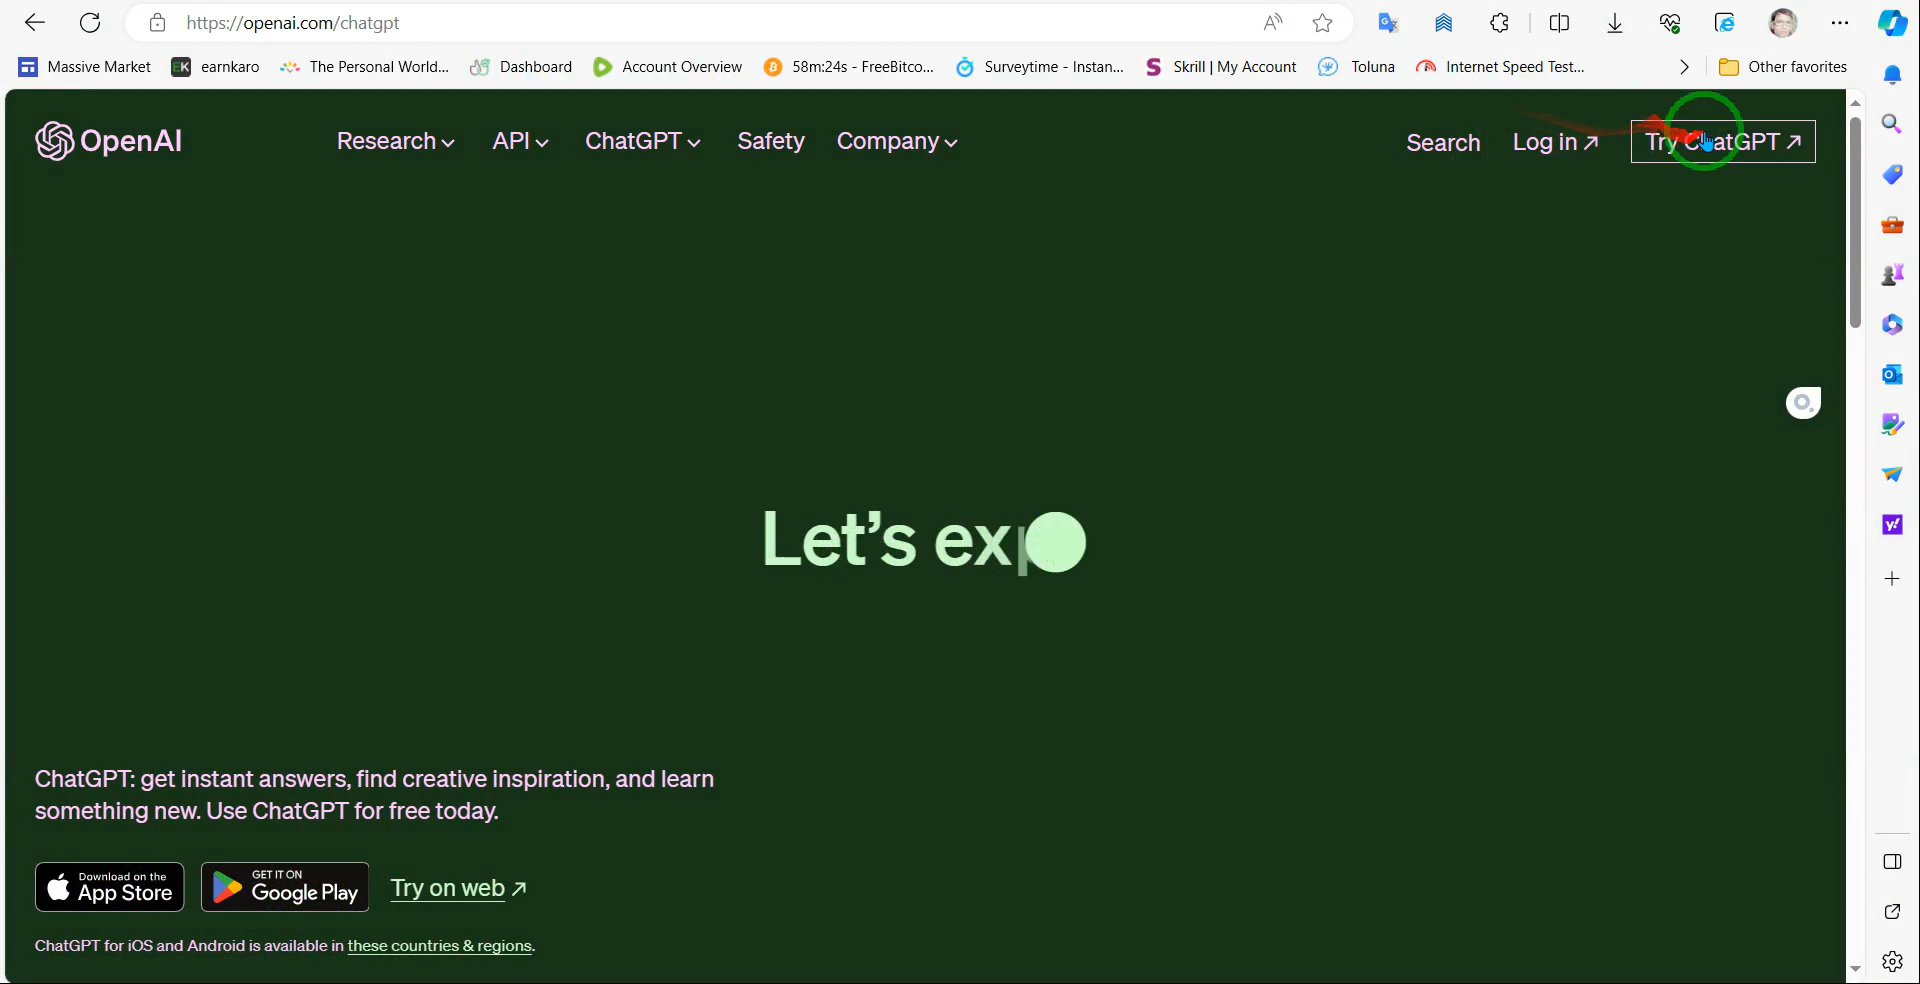 https://openai.com/chatgpt
Massive Market
EK earnkaro
The Personal World...
Dashboard
Account Overview
58m:24s - FreeBitco...
Surveytime - Instan...
S Skrill | My Account
Toluna
Internet Speed Test...
Other favorites
OpenAI
Research
API
ChatGPT
Safety
Company
Search
Log in
Try ChatGPT
Let's exp
ChatGPT: get instant answers, find creative inspiration, and learn
something new. Use ChatGPT for free today.
Download on the
App Store
GET IT ON
Google Play
Try on web
ChatGPT for iOS and Android is available in these countries & regions.